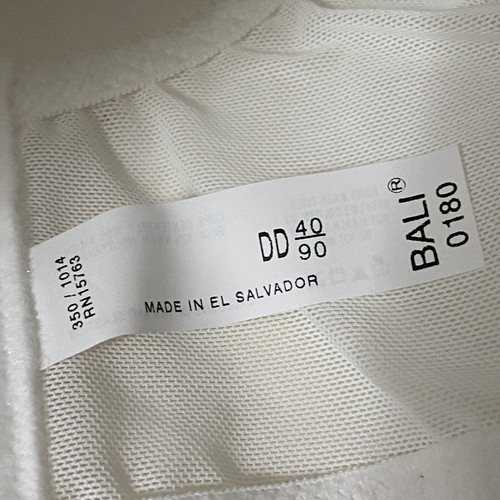 350 / 1014
RN15763
DD 40/90
MADE IN EL SALVADOR
BALI®
0180